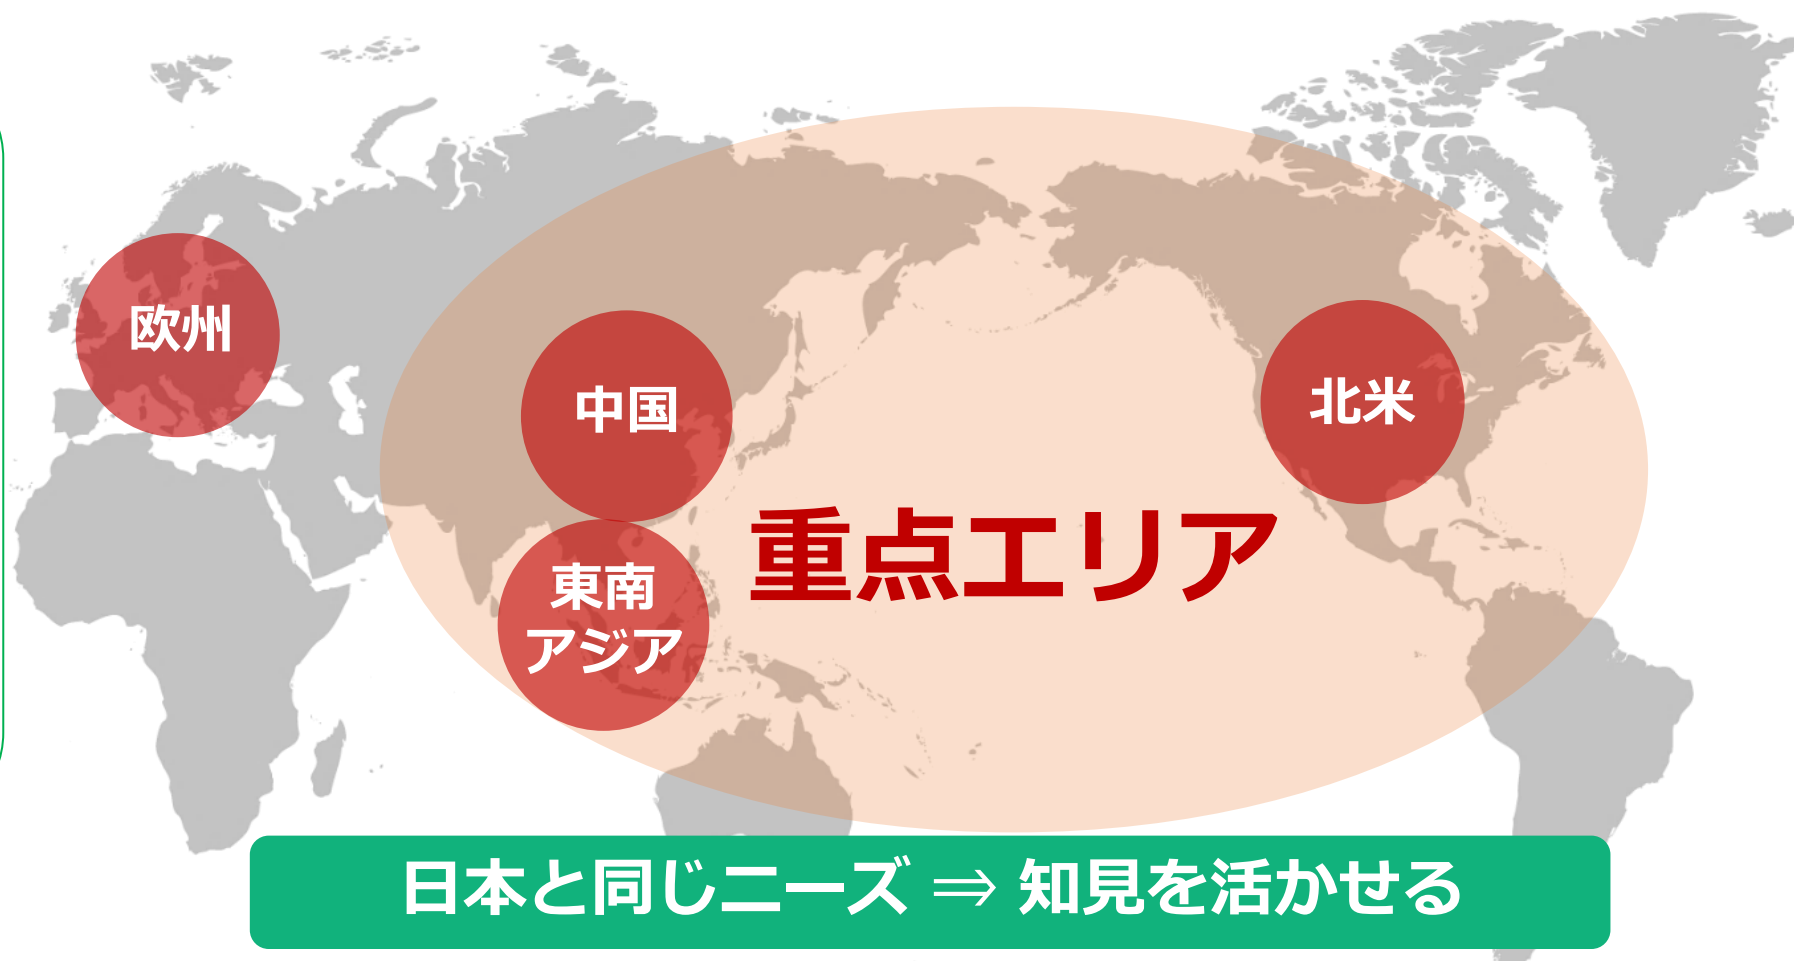 欧州
中国
北米
東南
アジア
重点エリア
日本と同じニーズ ⇒ 知見を活かせる